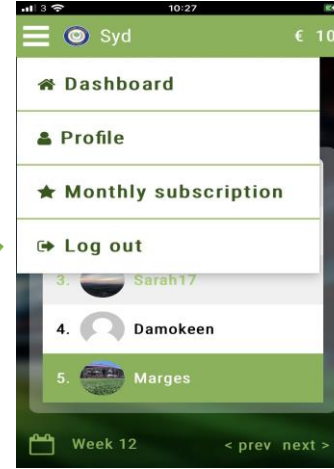 3 10:27
Syd € 10
Dashboard
Profile
Monthly subscription
Log out
3. Sarah17
4. Damokeen
5. Marges
Week 12 < prev next >